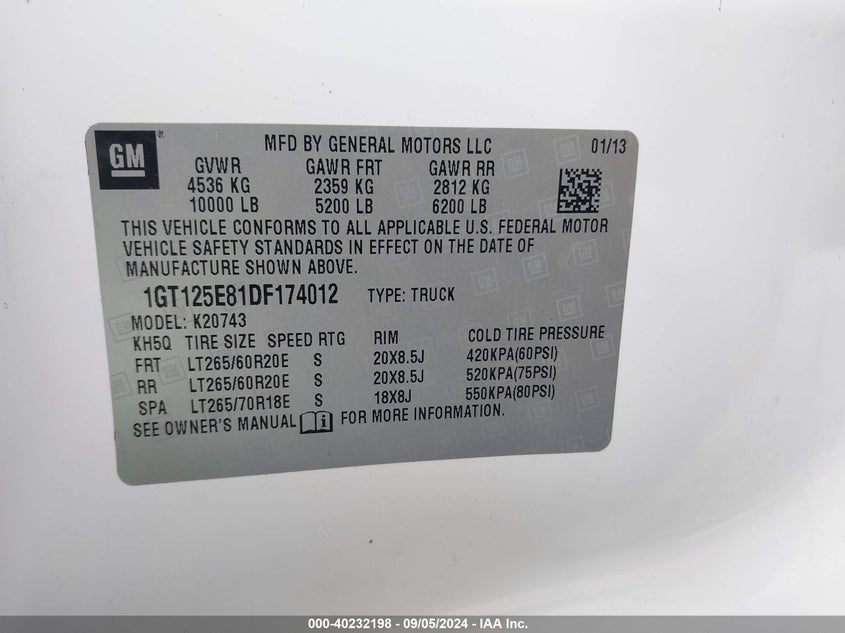 GM ® MFD BY GENERAL MOTORS LLC 01/13
GVWR GAWR FRT GAWR RR
4536 KG 2359 KG 2812 KG
10000 LB 5200 LB 6200 LB
THIS VEHICLE CONFORMS TO ALL APPLICABLE U.S. FEDERAL MOTOR
VEHICLE SAFETY STANDARDS IN EFFECT ON THE DATE OF
MANUFACTURE SHOWN ABOVE.
1GT125E81DF174012 TYPE: TRUCK
MODEL: K20743
KH5Q TIRE SIZE SPEED RTG RIM COLD TIRE PRESSURE
FRT LT265/60R20E S 20X8.5J 420KPA(60PSI)
RR LT265/60R20E S 20X8.5J 520KPA(75PSI)
SPA LT265/70R18E S 18X8J 550KPA(80PSI)
SEE OWNER'S MANUAL FOR MORE INFORMATION.
000-40232198 - 09/05/2024 - IAA Inc.